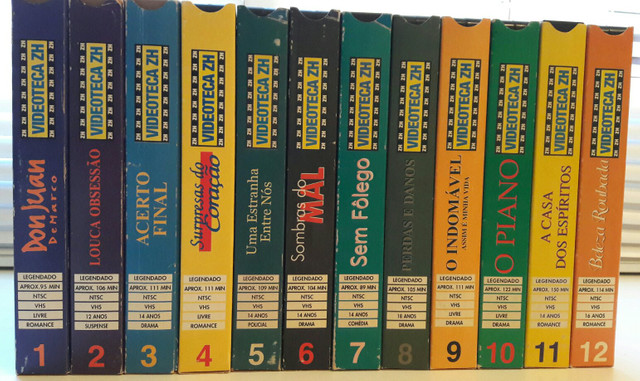 VIDEOTECA ZH
Don Juan
DeMARCO
LEGENDADO
APROX. 95 MIN
NTSC
VHS
LIVRE
ROMANCE
1
VIDEOTECA ZH
LOUCA OBSESSÃO
LEGENDADO
APROX. 106 MIN
NTSC
VHS
12 ANOS
SUSPENSE
2
VIDEOTECA ZH
ACERTO
FINAL
LEGENDADO
APROX. 111 MIN
NTSC
VHS
14 ANOS
DRAMA
3
VIDEOTECA ZH
Surpresas do
Coração
LEGENDADO
APROX. 111 MIN
NTSC
VHS
LIVRE
ROMANCE
4
VIDEOTECA ZH
Uma Estranha
Entre Nós
LEGENDADO
APROX. 109 MIN
NTSC
VHS
14 ANOS
POLICIAL
5
VIDEOTECA ZH
Sombras do
MAL
LEGENDADO
APROX. 104 MIN
NTSC
VHS
14 ANOS
DRAMA
6
VIDEOTECA ZH
Sem Fôlego
LEGENDADO
APROX. 89 MIN
NTSC
VHS
14 ANOS
COMÉDIA
7
VIDEOTECA ZH
PERDAS E DANOS
LEGENDADO
APROX. 105 MIN
NTSC
VHS
18 ANOS
DRAMA
8
VIDEOTECA ZH
O INDOMÁVEL
ASSIM É MINHA VIDA
LEGENDADO
APROX. 111 MIN
NTSC
VHS
LIVRE
DRAMA
9
VIDEOTECA ZH
O PIANO
LEGENDADO
APROX. 122 MIN
NTSC
VHS
14 ANOS
DRAMA
10
VIDEOTECA ZH
A CASA
DOS ESPÍRITOS
LEGENDADO
APROX. 130 MIN
NTSC
VHS
14 ANOS
ROMANCE
11
VIDEOTECA ZH
Beleza Roubada
LEGENDADO
APROX. 114 MIN
NTSC
VHS
16 ANOS
ROMANCE
12